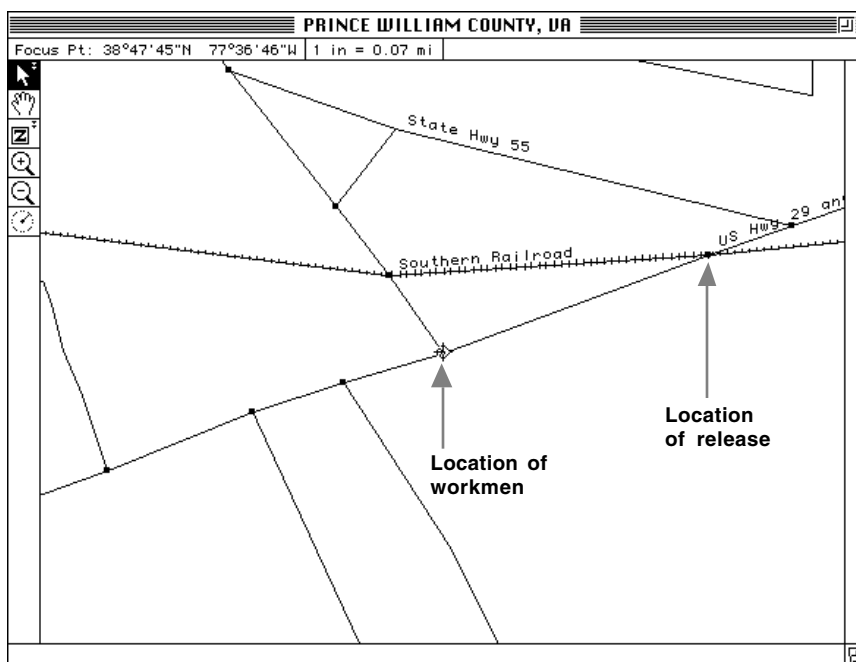 PRINCE WILLIAM COUNTY, VA
Focus Pt: 38°47'45"N 77°36'46"W 1 in = 0.07 mi
Z
State Hwy 55
US Hwy 29 an
Southern Railroad
Location
of release
Location of
workmen